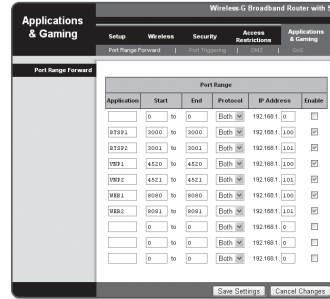 Wireless-G Broadband Router with S
Applications & Gaming
Setup Wireless Security Access Restrictions Applications & Gaming
Port Range Forward | Port Triggering | DMZ | QoS
Port Range Forward
Port Range
Application Start End Protocol IP Address Enable
0 to 0 Both 192.168.1. 0
RTSP1 3000 to 3000 Both 192.168.1. 100
RTSP2 3001 to 3001 Both 192.168.1. 101
VNP1 4520 to 4520 Both 192.168.1. 100
VNP2 4521 to 4521 Both 192.168.1. 101
WEB1 8080 to 8080 Both 192.168.1. 100
WEB2 8081 to 8081 Both 192.168.1. 101
0 to 0 Both 192.168.1. 0
0 to 0 Both 192.168.1. 0
0 to 0 Both 192.168.1. 0
Save Settings Cancel Changes